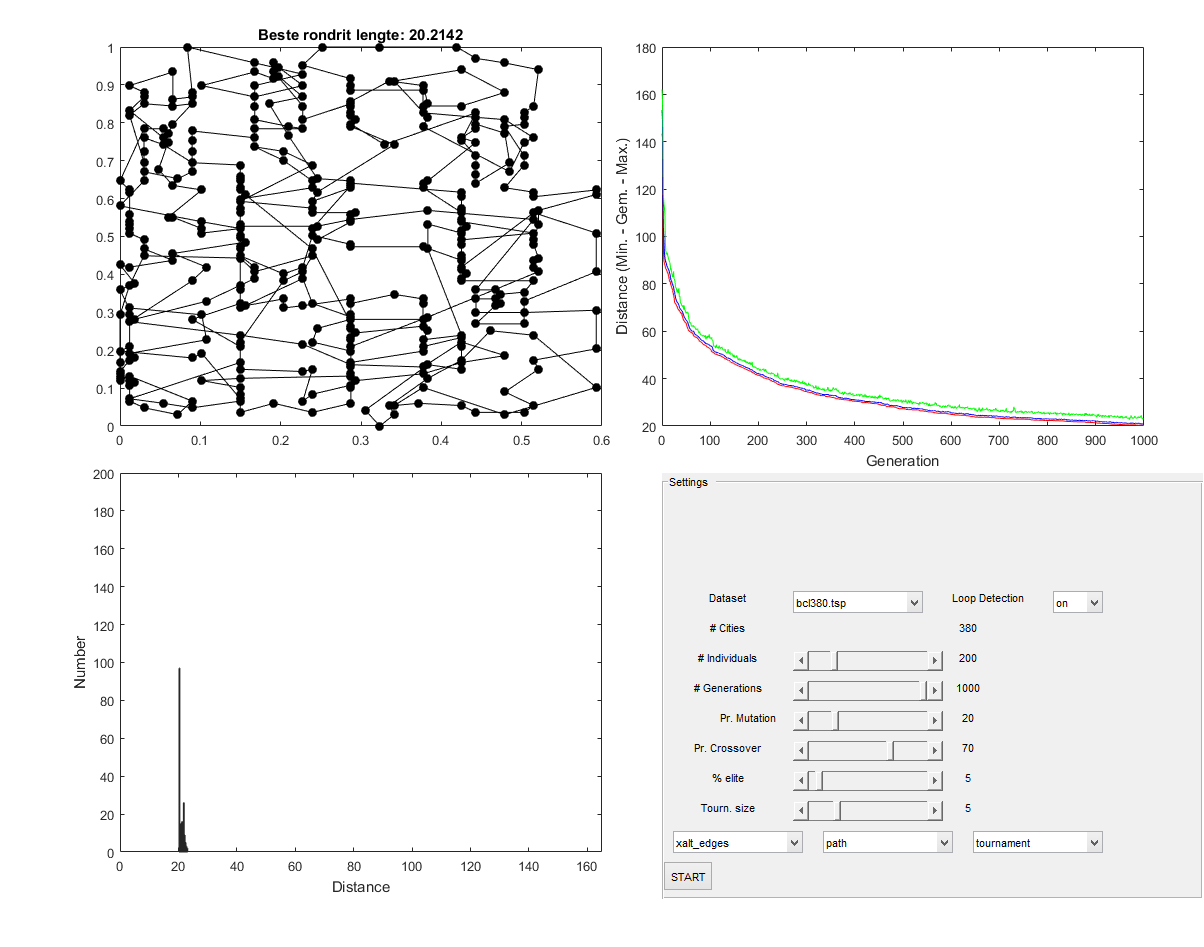 Beste rondrit lengte: 20.2142
1
0.9
0.8
0.7
0.6
0.5
0.4
0.3
0.2
0.1
0
0 0.1 0.2 0.3 0.4 0.5 0.6
180
160
140
120
100
80
60
40
20
Distance (Min. - Gem. - Max.)
0 100 200 300 400 500 600 700 800 900 1000
Generation
200
180
160
140
120
100
80
60
40
20
0
Number
0 20 40 60 80 100 120 140 160
Distance
Settings
Dataset bcl380.tsp Loop Detection on
# Cities 380
# Individuals 200
# Generations 1000
Pr. Mutation 20
Pr. Crossover 70
% elite 5
Tourn. size 5
xalt_edges path tournament
START